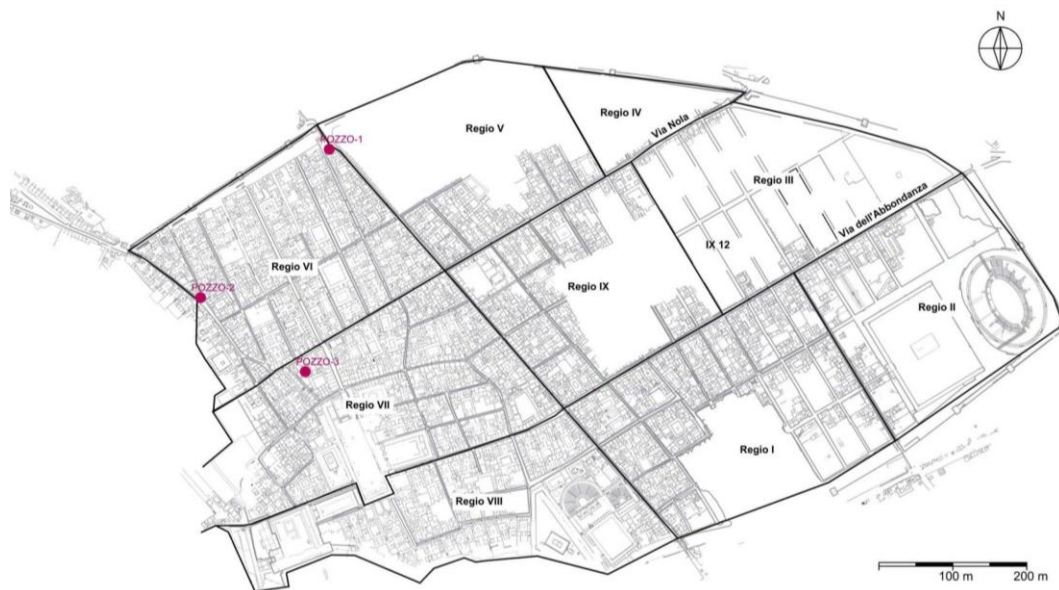 N
Regio IV
Regio V
Via Nola
POZZO-1
Regio III
Via dell'Abbondanza
IX 12
Regio VI
POZZO-2
Regio IX
Regio II
POZZO-3
Regio VII
Regio I
Regio VIII
100 m 200 m